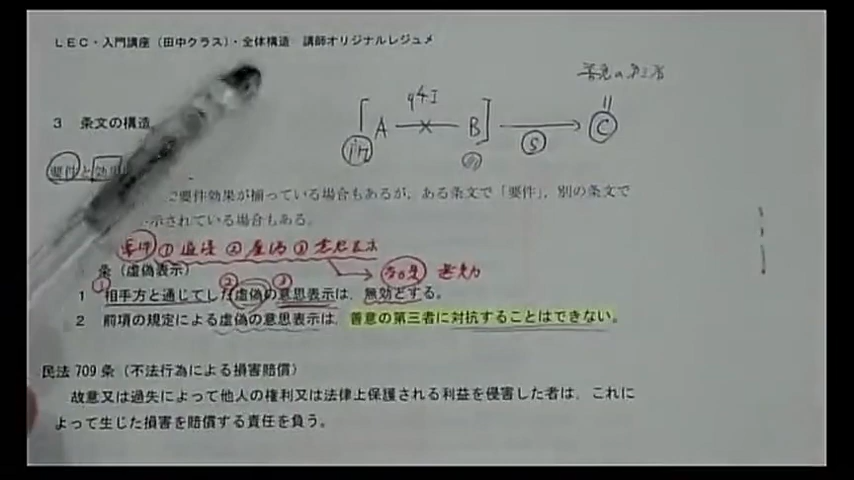 LEC・入門講座（田中クラス）・全体構造　講師オリジナルレジュメ
善意の第三者
94I
A B S C
3　条文の構造
要件と効果
に要件効果が揃っている場合もあるが，ある条文で「要件」，別の条文で
示されている場合もある。
要件 ① 通謀 ② 虚偽 ③ 意思表示
条（虚偽表示）
効果 無効
① ② ③
1　相手方と通じてした虚偽の意思表示は，無効とする。
2　前項の規定による虚偽の意思表示は，善意の第三者に対抗することはできない。
民法 709 条（不法行為による損害賠償）
故意又は過失によって他人の権利又は法律上保護される利益を侵害した者は，これに
よって生じた損害を賠償する責任を負う。